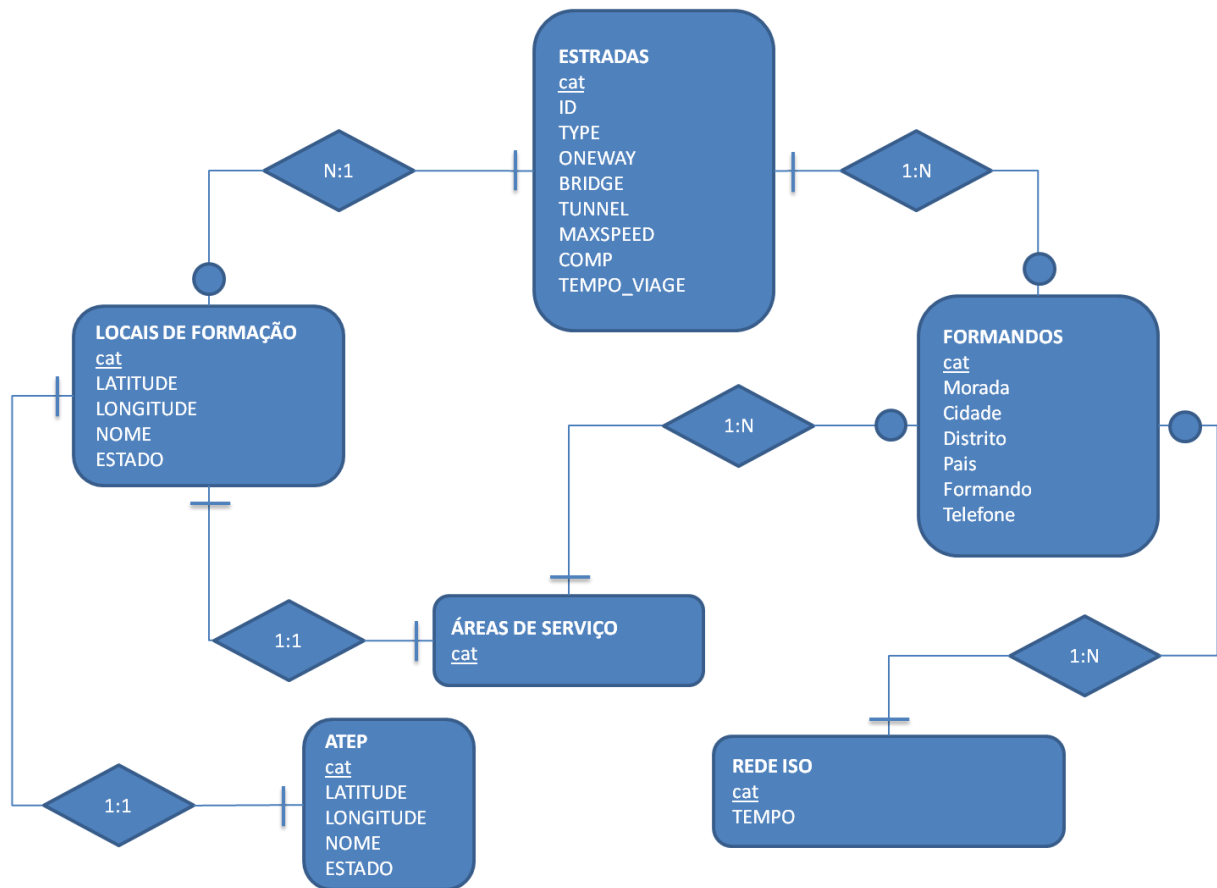 ESTRADAS
cat
ID
TYPE
ONEWAY
BRIDGE
TUNNEL
MAXSPEED
COMP
TEMPO_VIAGE
N:1
1:N
LOCAIS DE FORMAÇÃO
cat
LATITUDE
LONGITUDE
NOME
ESTADO
FORMANDOS
cat
Morada
Cidade
Distrito
Pais
Formando
Telefone
1:N
1:1
ÁREAS DE SERVIÇO
cat
1:N
ATEP
cat
LATITUDE
LONGITUDE
NOME
ESTADO
1:1
REDE ISO
cat
TEMPO